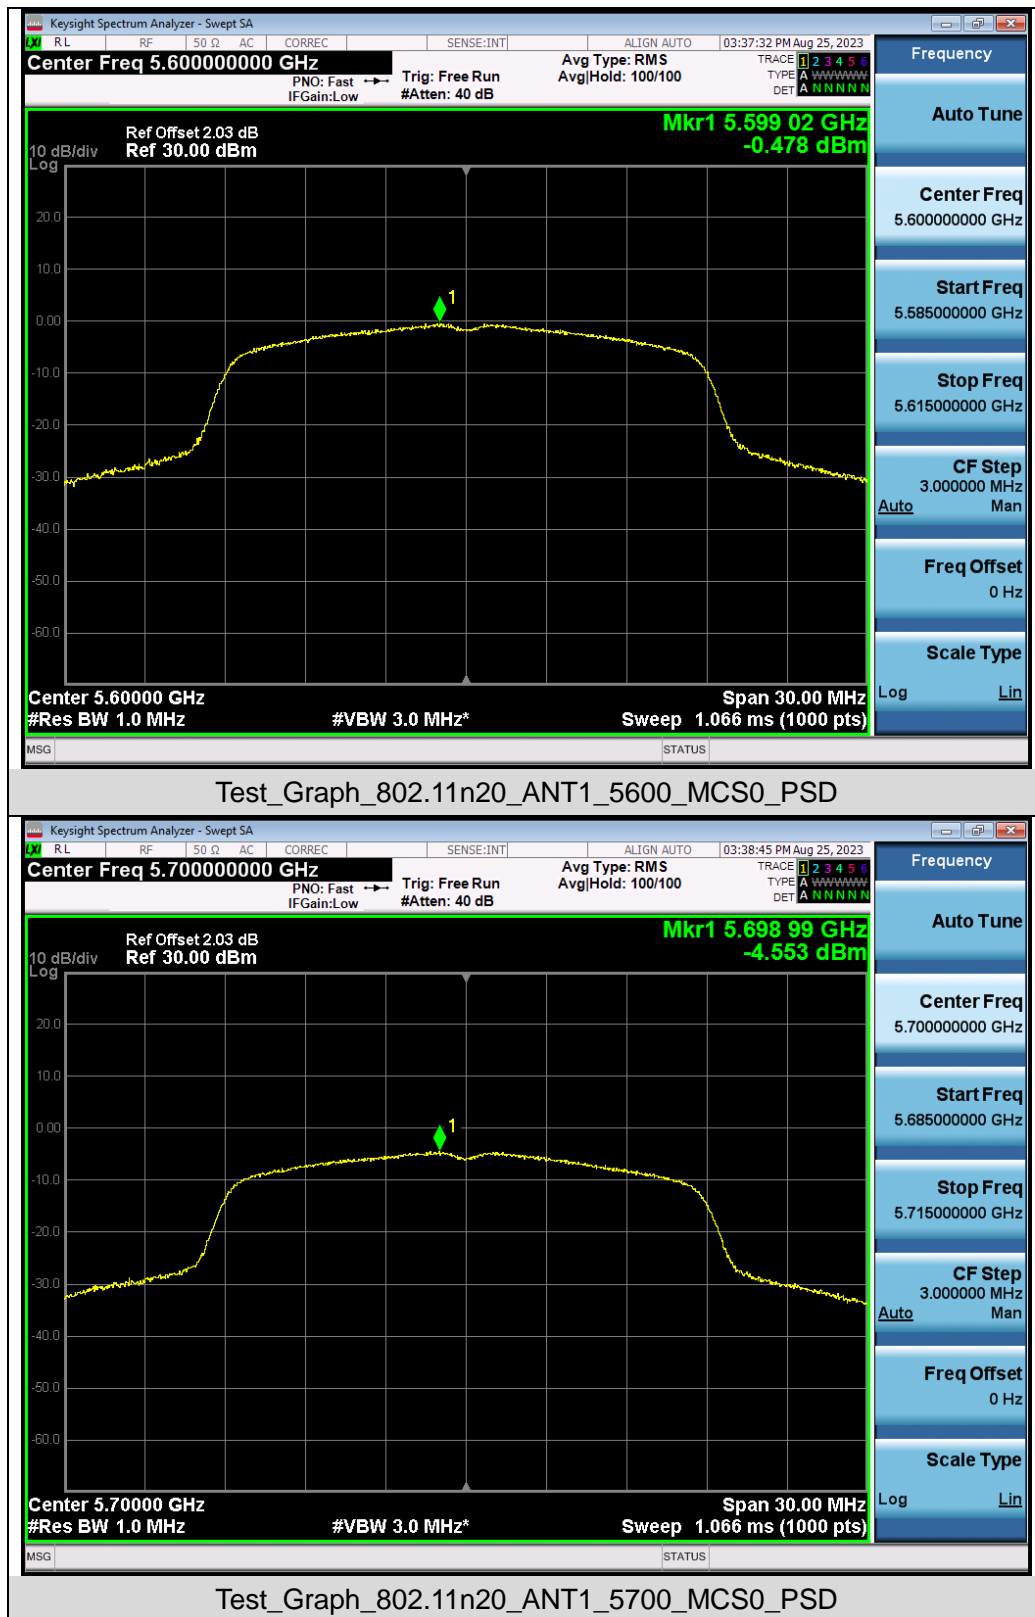 Keysight Spectrum Analyzer - Swept SA
LXI RL RF 50 Ω AC CORREC SENSE:INT ALIGN AUTO 03:37:32 PM Aug 25, 2023
Center Freq 5.600000000 GHz
PNO: Fast
IFGain:Low
Trig: Free Run
#Atten: 40 dB
Avg Type: RMS
Avg|Hold: 100/100
TRACE 1 2 3 4 5 6
TYPE A WWWWW
DET A N N N N N
Ref Offset 2.03 dB
Ref 30.00 dBm
10 dB/div
Log
Mkr1 5.599 02 GHz
-0.478 dBm
1
20.0
10.0
0.00
-10.0
-20.0
-30.0
-40.0
-50.0
-60.0
Center 5.60000 GHz
#Res BW 1.0 MHz
#VBW 3.0 MHz*
Span 30.00 MHz
Sweep 1.066 ms (1000 pts)
MSG
STATUS
Frequency
Auto Tune
Center Freq
5.600000000 GHz
Start Freq
5.585000000 GHz
Stop Freq
5.615000000 GHz
CF Step
3.000000 MHz
Auto Man
Freq Offset
0 Hz
Scale Type
Log Lin
Test_Graph_802.11n20_ANT1_5600_MCS0_PSD
Keysight Spectrum Analyzer - Swept SA
LXI RL RF 50 Ω AC CORREC SENSE:INT ALIGN AUTO 03:38:45 PM Aug 25, 2023
Center Freq 5.700000000 GHz
PNO: Fast
IFGain:Low
Trig: Free Run
#Atten: 40 dB
Avg Type: RMS
Avg|Hold: 100/100
TRACE 1 2 3 4 5 6
TYPE A WWWWW
DET A N N N N N
Ref Offset 2.03 dB
Ref 30.00 dBm
10 dB/div
Log
Mkr1 5.698 99 GHz
-4.553 dBm
1
20.0
10.0
0.00
-10.0
-20.0
-30.0
-40.0
-50.0
-60.0
Center 5.70000 GHz
#Res BW 1.0 MHz
#VBW 3.0 MHz*
Span 30.00 MHz
Sweep 1.066 ms (1000 pts)
MSG
STATUS
Frequency
Auto Tune
Center Freq
5.700000000 GHz
Start Freq
5.685000000 GHz
Stop Freq
5.715000000 GHz
CF Step
3.000000 MHz
Auto Man
Freq Offset
0 Hz
Scale Type
Log Lin
Test_Graph_802.11n20_ANT1_5700_MCS0_PSD